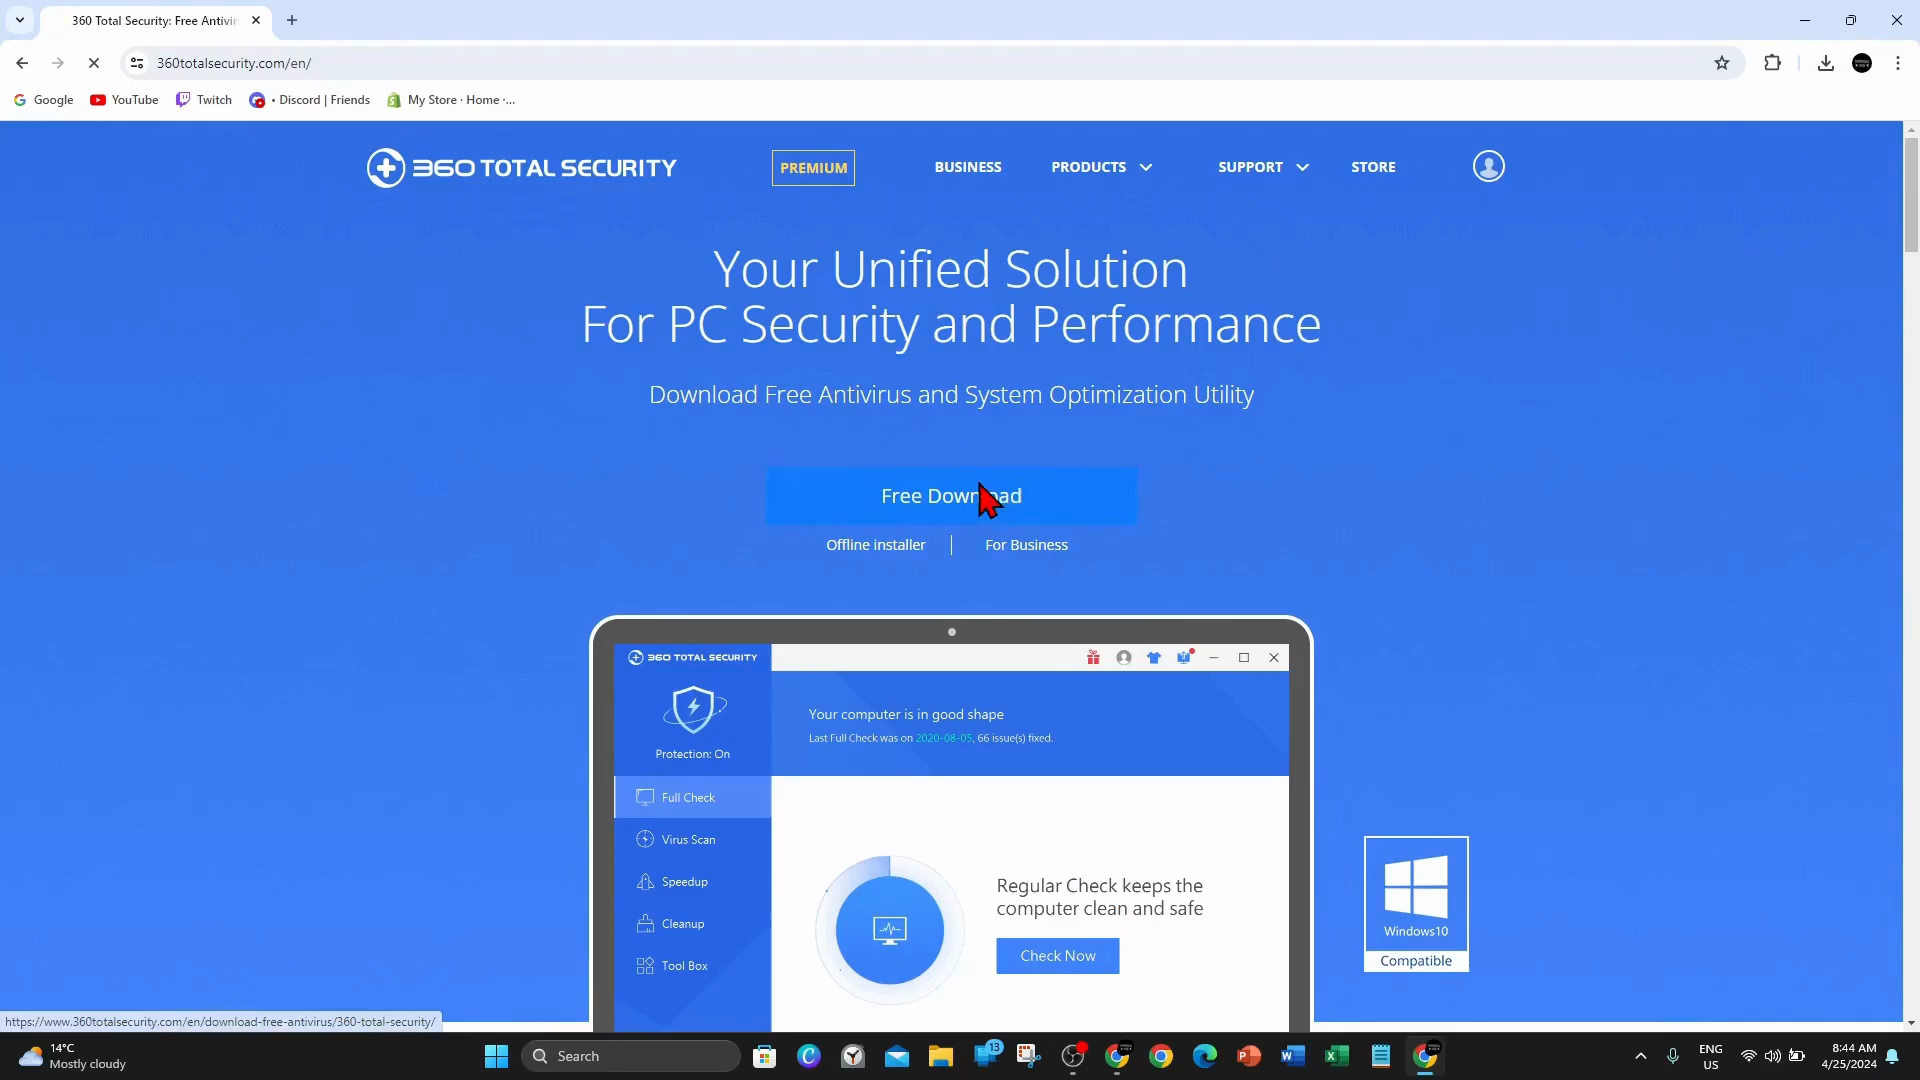 360 Total Security: Free Antivir
360totalsecurity.com/en/
Google
YouTube
Twitch
• Discord | Friends
My Store · Home ·...
360 TOTAL SECURITY
PREMIUM
BUSINESS
PRODUCTS
SUPPORT
STORE
Your Unified Solution
For PC Security and Performance
Download Free Antivirus and System Optimization Utility
Free Download
Offline installer
For Business
360 TOTAL SECURITY
Protection: On
Your computer is in good shape
Last Full Check was on 2020-08-05, 66 issue(s) fixed.
Full Check
Virus Scan
Speedup
Cleanup
Tool Box
Regular Check keeps the
computer clean and safe
Check Now
Windows10
Compatible
https://www.360totalsecurity.com/en/download-free-antivirus/360-total-security/
14°C
Mostly cloudy
Search
13
ENG
US
8:44 AM
4/25/2024